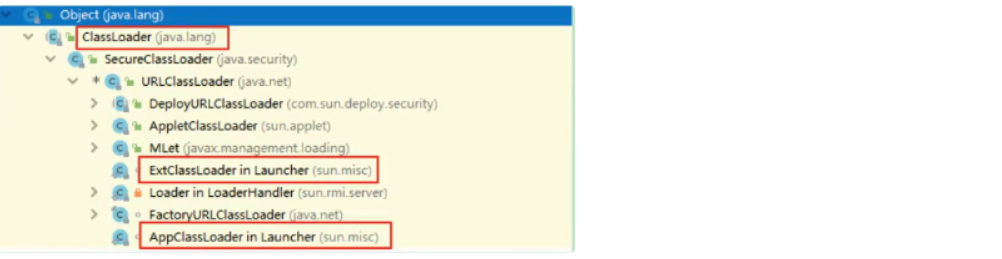 Object (java.lang)
ClassLoader (java.lang)
SecureClassLoader (java.security)
* URLClassLoader (java.net)
DeployURLClassLoader (com.sun.deploy.security)
AppletClassLoader (sun.applet)
MLet (javax.management.loading)
ExtClassLoader in Launcher (sun.misc)
Loader in LoaderHandler (sun.rmi.server)
FactoryURLClassLoader (java.net)
AppClassLoader in Launcher (sun.misc)